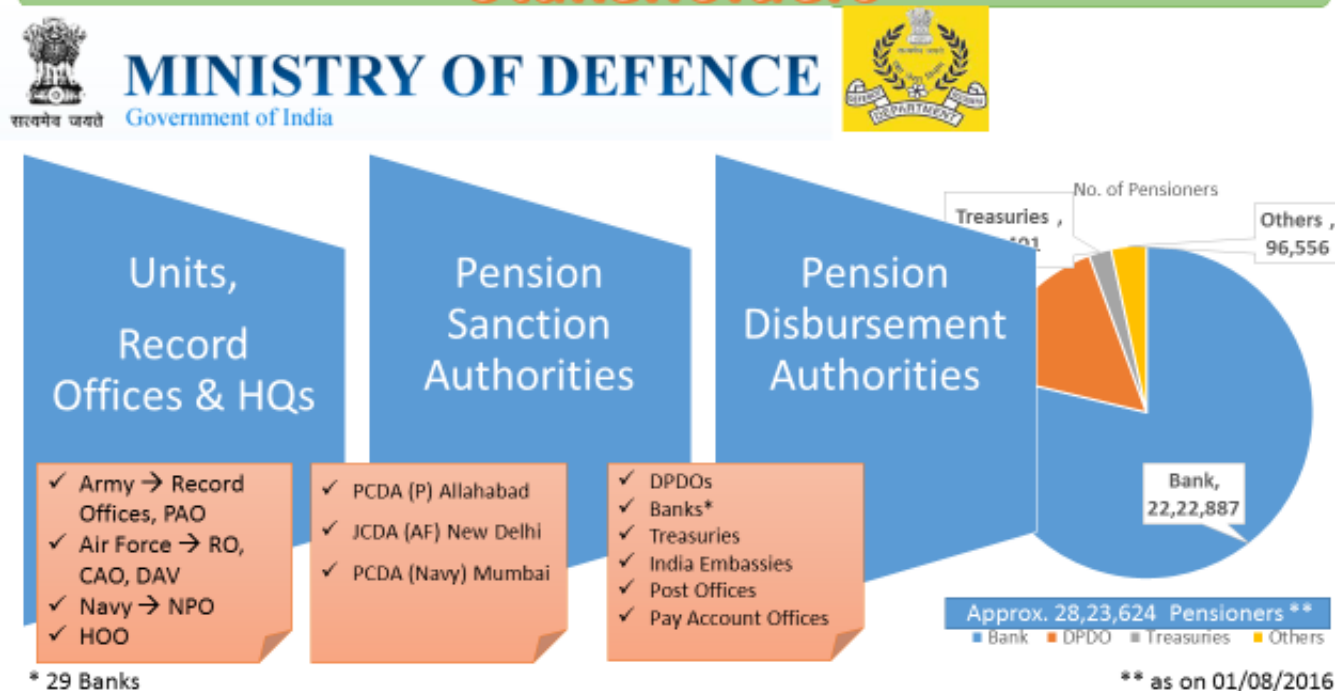 सत्यमेव जयते
MINISTRY OF DEFENCE
Government of India
DEFENCE
DEPARTMENT
Units,
Record
Offices & HQs
Pension
Sanction
Authorities
Pension
Disbursement
Authorities
No. of Pensioners
Treasuries ,
Others ,
96,556
Bank,
22,22,887
✓ Army → Record
Offices, PAO
✓ Air Force → RO,
CAO, DAV
✓ Navy → NPO
✓ HOO
✓ PCDA (P) Allahabad
✓ JCDA (AF) New Delhi
✓ PCDA (Navy) Mumbai
✓ DPDOs
✓ Banks*
✓ Treasuries
✓ India Embassies
✓ Post Offices
✓ Pay Account Offices
Approx. 28,23,624 Pensioners **
Bank DPDO Treasuries Others
* 29 Banks
** as on 01/08/2016